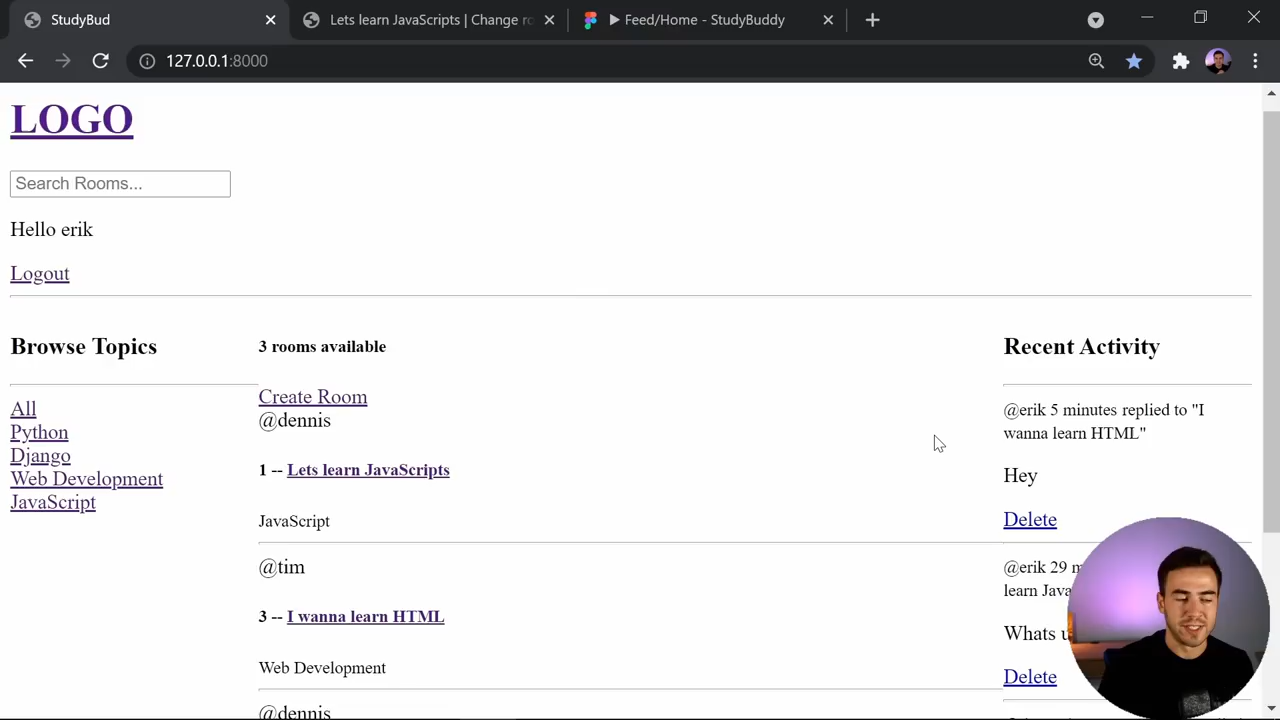 StudyBud
Lets learn JavaScripts | Change ro
Feed/Home - StudyBuddy
127.0.0.1:8000
LOGO
Search Rooms...
Hello erik
Logout
Browse Topics
All
Python
Django
Web Development
JavaScript
3 rooms available
Create Room
@dennis
1 -- Lets learn JavaScripts
JavaScript
@tim
3 -- I wanna learn HTML
Web Development
@dennis
Recent Activity
@erik 5 minutes replied to "I
wanna learn HTML"
Hey
Delete
@erik 29
learn Java
Whats
Delete